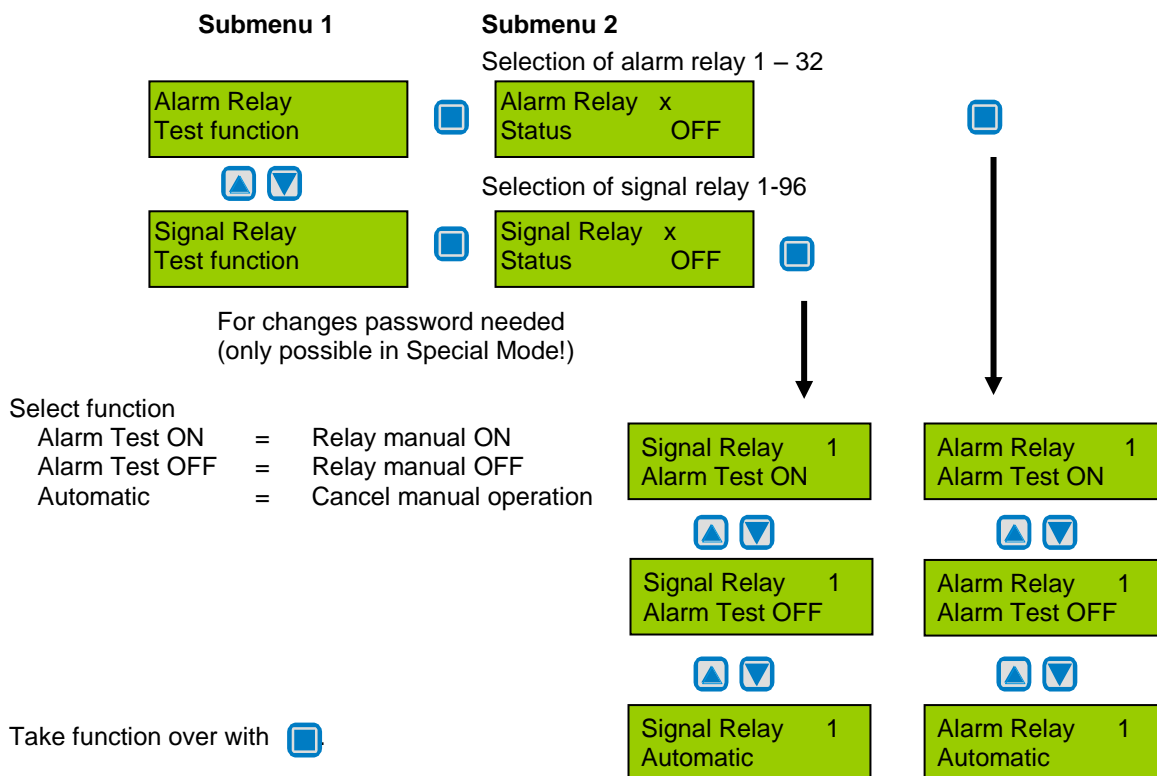 Submenu 1
Submenu 2
Selection of alarm relay 1 – 32
Alarm Relay
Test function
Alarm Relay x
Status OFF
Selection of signal relay 1-96
Signal Relay
Test function
Signal Relay x
Status OFF
For changes password needed
(only possible in Special Mode!)
Select function
Alarm Test ON = Relay manual ON
Alarm Test OFF = Relay manual OFF
Automatic = Cancel manual operation
Signal Relay 1
Alarm Test ON
Alarm Relay 1
Alarm Test ON
Signal Relay 1
Alarm Test OFF
Alarm Relay 1
Alarm Test OFF
Take function over with .
Signal Relay 1
Automatic
Alarm Relay 1
Automatic